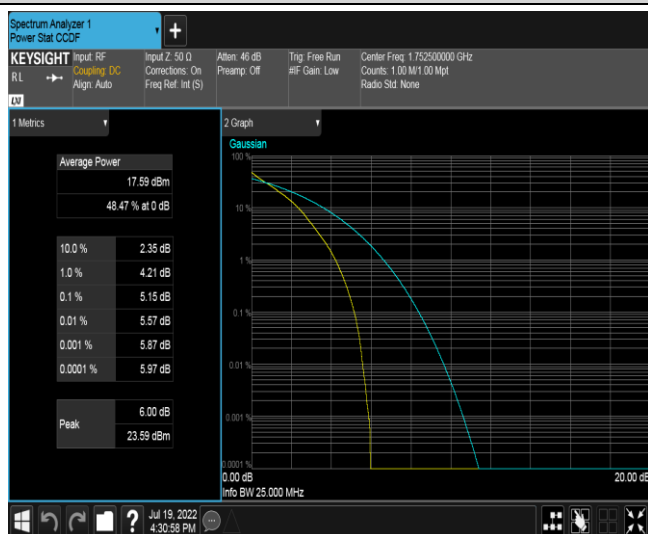 Spectrum Analyzer 1
Power Stat CCDF
+
KEYSIGHT
RL
LXI
Input: RF
Coupling: DC
Align: Auto
Input Z: 50 Ω
Corrections: On
Freq Ref: Int (S)
Atten: 46 dB
Preamp: Off
Trig: Free Run
#IF Gain: Low
Center Freq: 1.752500000 GHz
Counts: 1.00 M/1.00 Mpt
Radio Std: None
1 Metrics
Average Power
17.59 dBm
48.47 % at 0 dB
10.0 % 2.35 dB
1.0 % 4.21 dB
0.1 % 5.15 dB
0.01 % 5.57 dB
0.001 % 5.87 dB
0.0001 % 5.97 dB
Peak
6.00 dB
23.59 dBm
2 Graph
Gaussian
100 %
10 %
1 %
0.1 %
0.01 %
0.001 %
0.0001 %
0.00 dB 20.00 dB
Info BW 25.000 MHz
?
Jul 19, 2022
4:30:58 PM